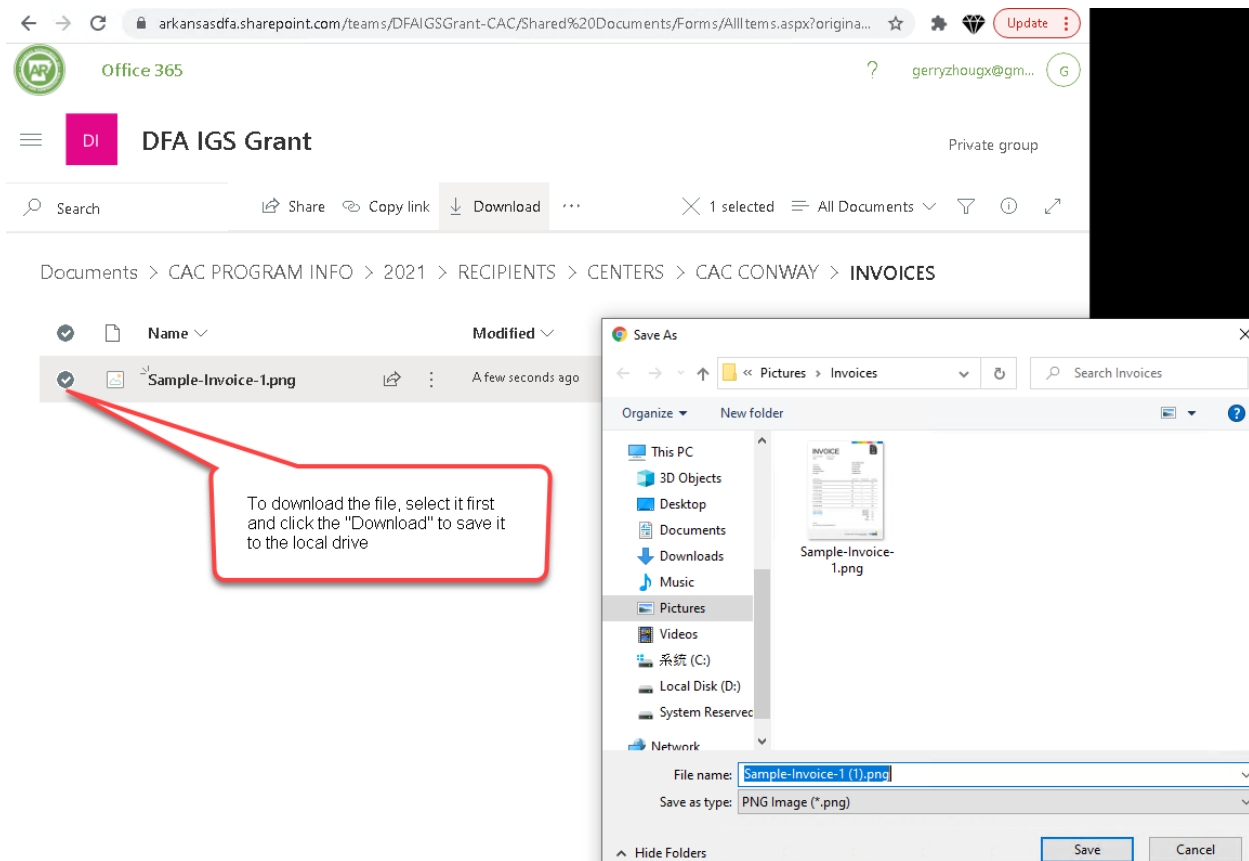 arkansasdfa.sharepoint.com/teams/DFAIGSGrant-CAC/Shared%20Documents/Forms/AllItems.aspx?origina...
Update
AR
Office 365
?
gerryzhougx@gm...
G
DI
DFA IGS Grant
Private group
Search
Share
Copy link
Download
...
1 selected
All Documents
Documents > CAC PROGRAM INFO > 2021 > RECIPIENTS > CENTERS > CAC CONWAY > INVOICES
Name
Modified
Sample-Invoice-1.png
A few seconds ago
To download the file, select it first
and click the "Download" to save it
to the local drive
Save As
« Pictures › Invoices
Search Invoices
Organize
New folder
?
This PC
3D Objects
Desktop
Documents
Downloads
Music
Pictures
Videos
系统 (C:)
Local Disk (D:)
System Reserved
Network
INVOICE
Sample-Invoice-
1.png
File name: Sample-Invoice-1 (1).png
Save as type: PNG Image (*.png)
Hide Folders
Save
Cancel